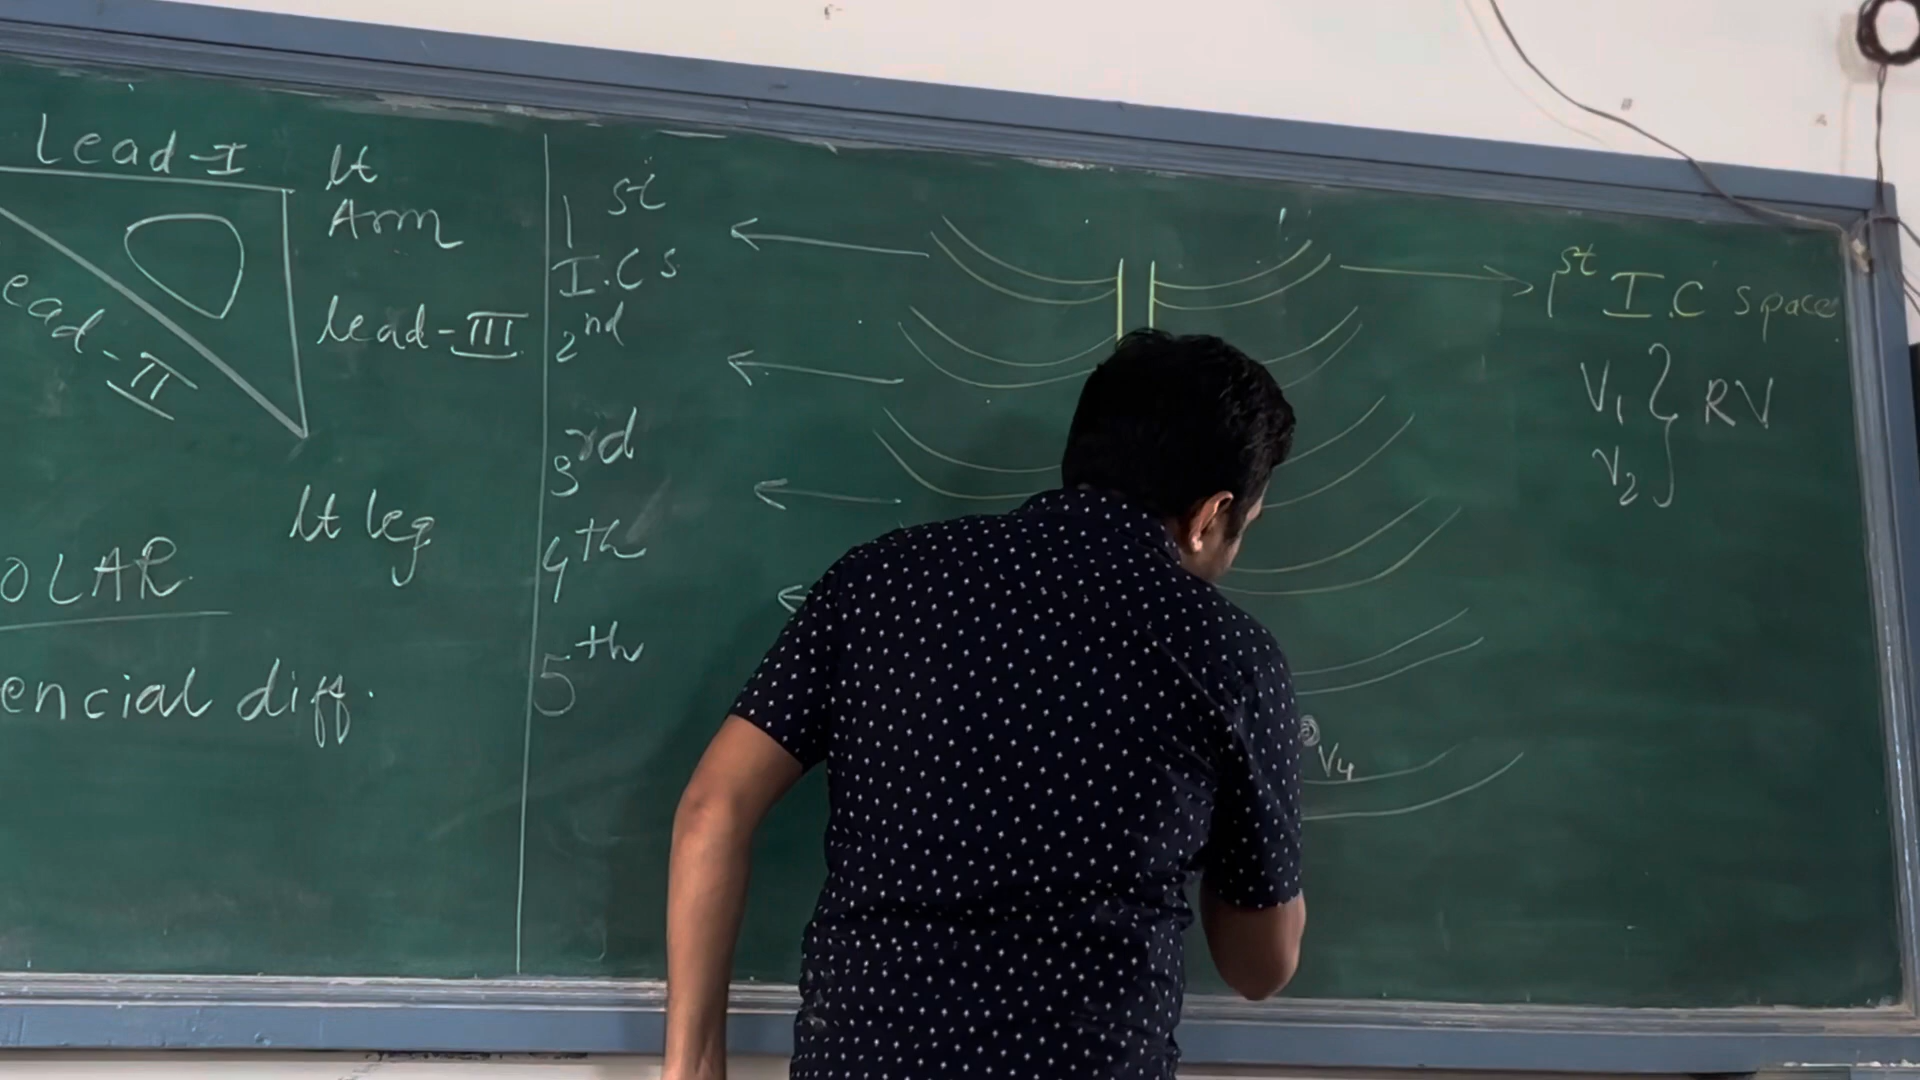 Lead-I
lt
Arm
ead-II
lead-III
lt leg
OLAR
encial diff.
1st
I.Cs
2nd
3rd
4th
5th
1st I.C space
V1 } RV
V2
V4